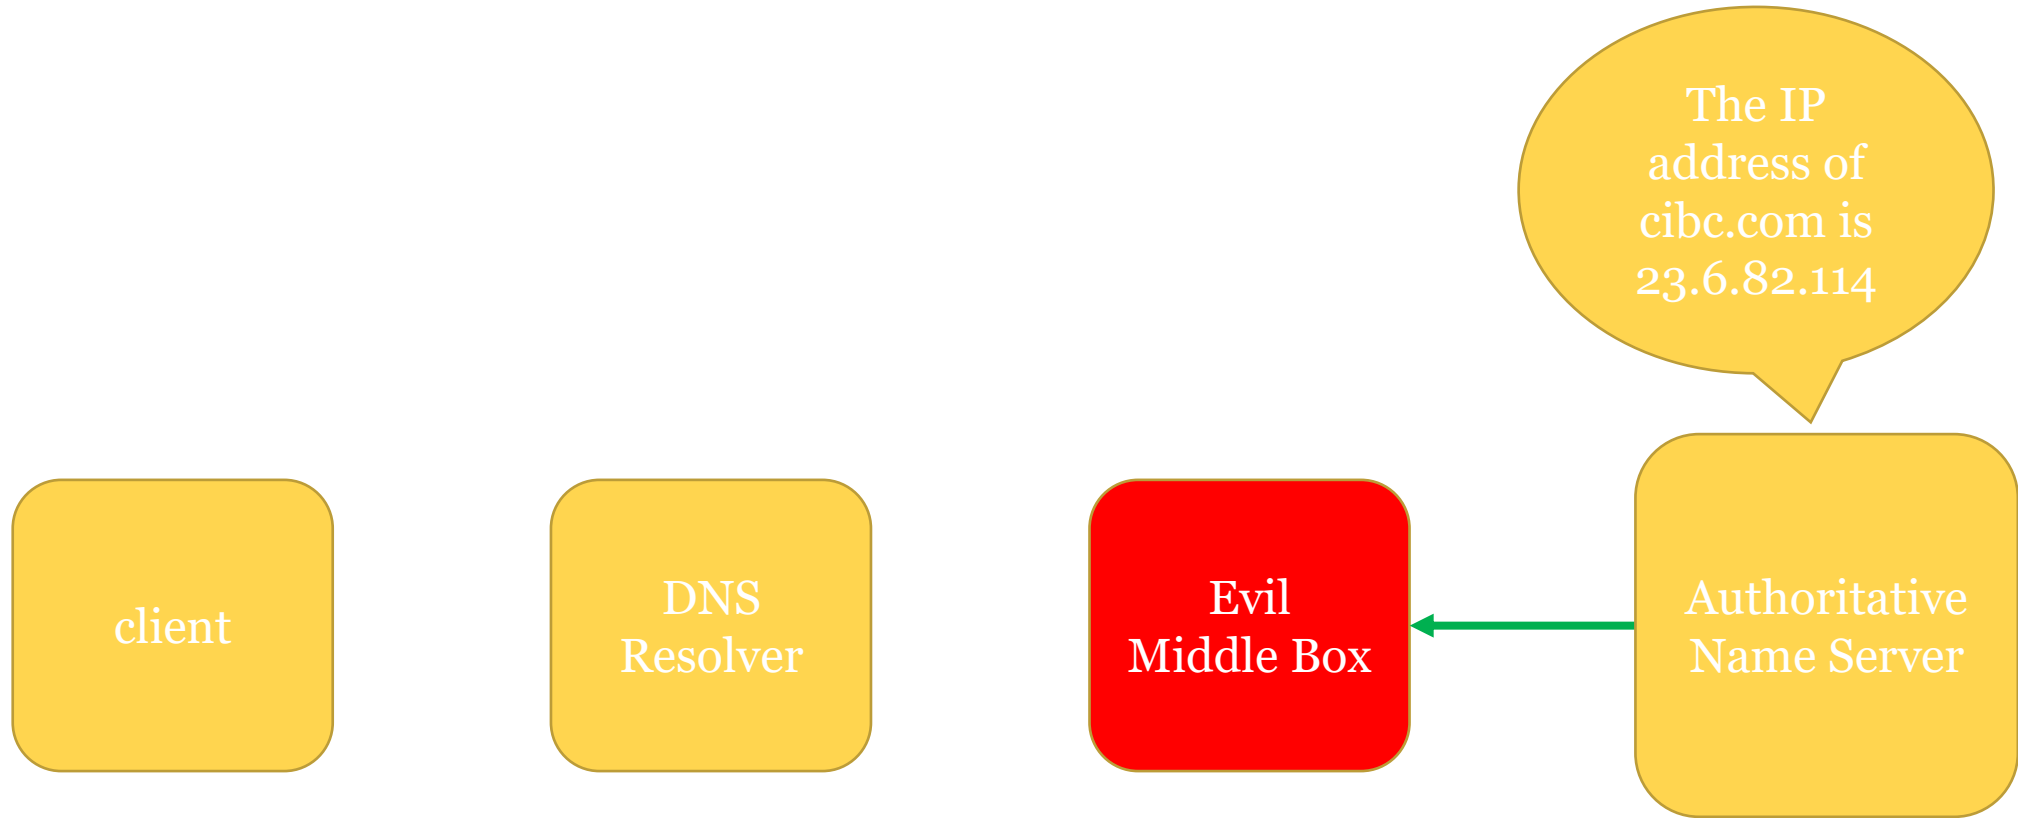 The IP
address of
cibc.com is
23.6.82.114
client
DNS
Resolver
Evil
Middle Box
Authoritative
Name Server